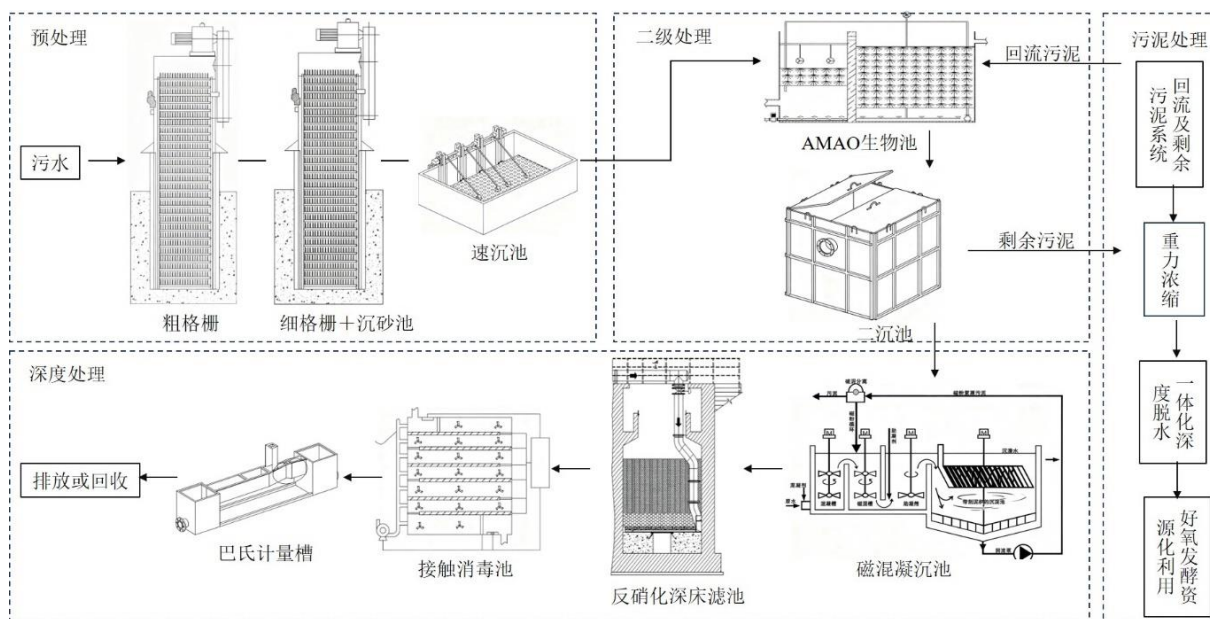 预处理
污水
粗格栅
细格栅+沉砂池
速沉池
二级处理
AMAO生物池
回流污泥
剩余污泥
二沉池
污泥处理
回流及剩余
污泥系统
重力浓缩
一体化深
度脱水
好氧发酵资
源化利用
深度处理
排放或回收
巴氏计量槽
接触消毒池
反硝化深床滤池
磁混凝沉池
污泥